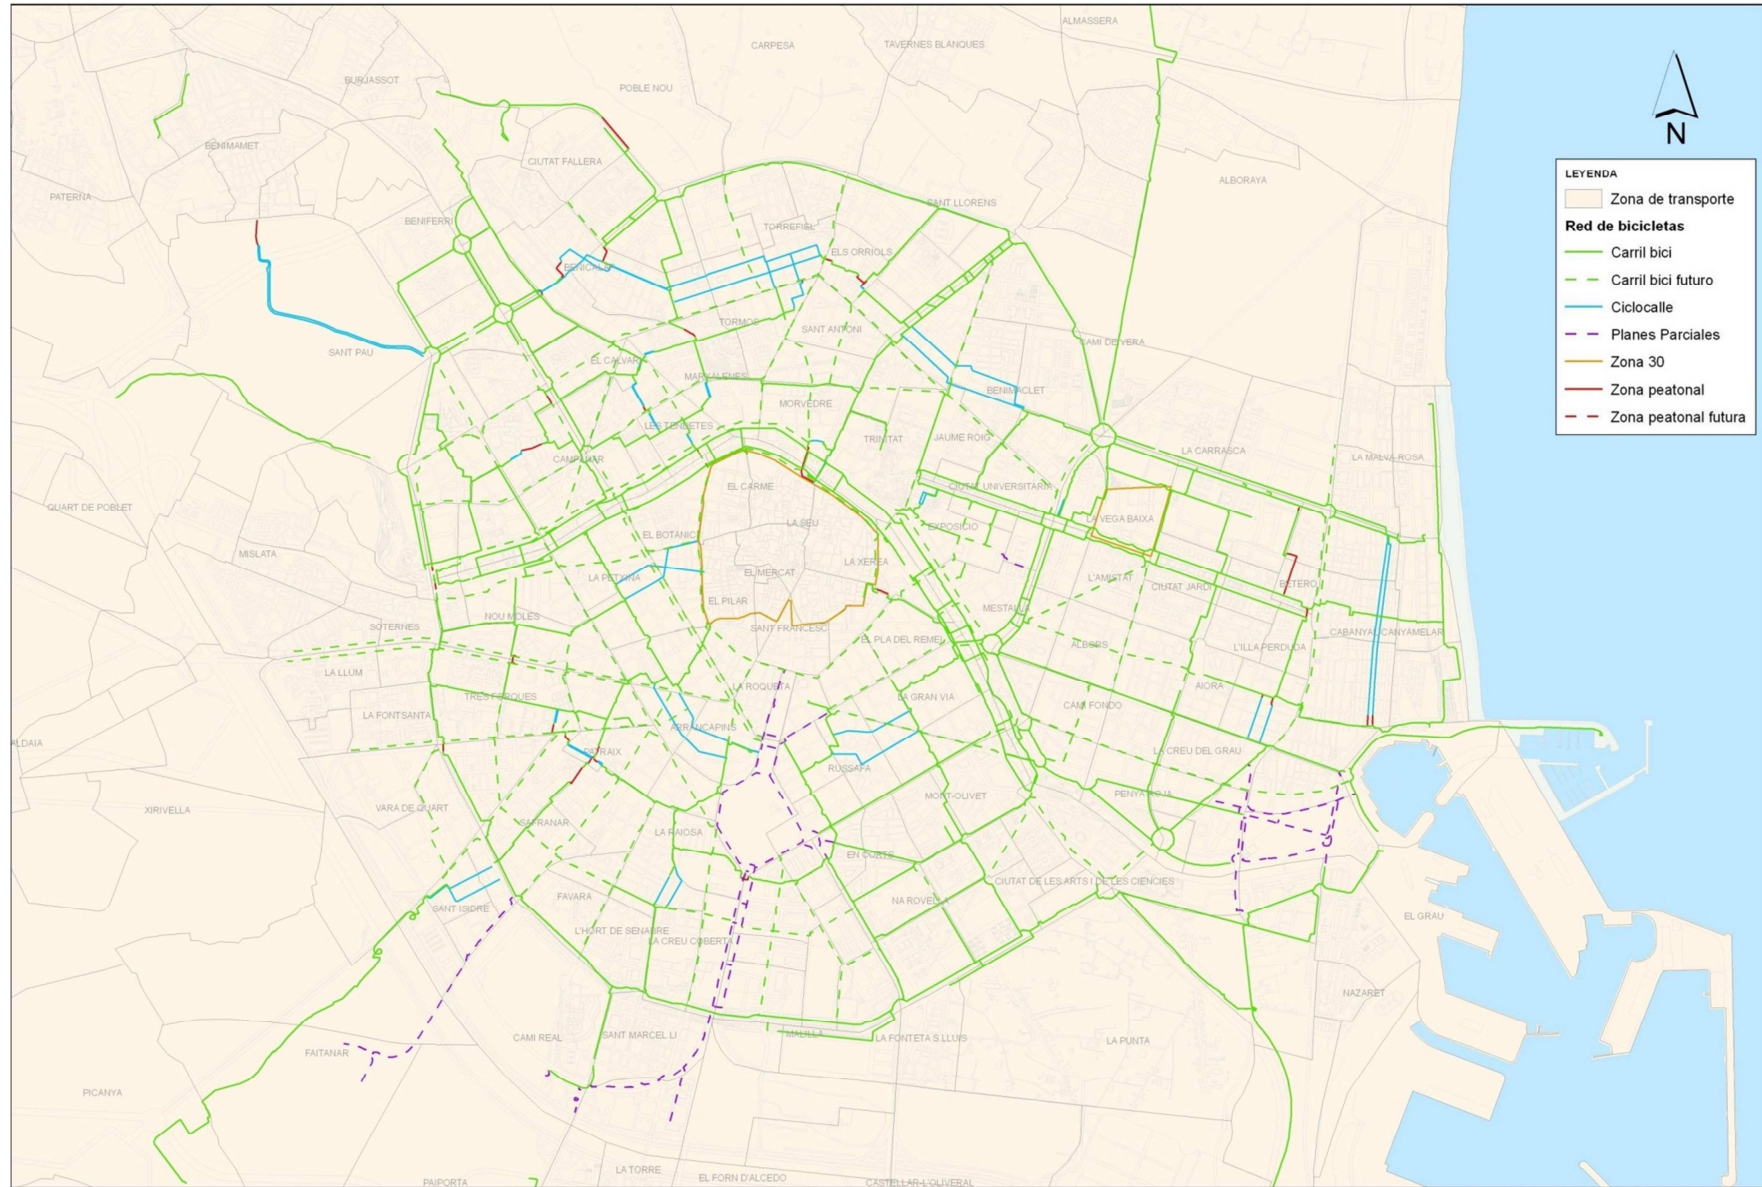 ALMASSERA
CARPESA
TAVERNES BLANQUES
BURJASSOT
POBLE NOU
N
BENIMAMET
CIUTAT FALLERA
LEYENDA
Zona de transporte
Red de bicicletas
Carril bici
Carril bici futuro
Ciclocalle
Planes Parciales
Zona 30
Zona peatonal
Zona peatonal futura
ALBORAYA
PATERNA
SANT LLORENS
BENIFERRI
TORREFIEL
ELS ORRIOLS
BENICALAP
TORMOS
SANT ANTONI
CAMI DE VERA
SANT PAU
EL CALVARI
MARXALENES
BENIMACLET
MORVEDRE
LES TENDETES
TRINITAT
JAUME ROIG
LA CARRASCA
CAMPANAR
LA MALVA-ROSA
EL CARME
CIUTAT UNIVERSITARIA
QUART DE POBLET
LA SEU
EXPOSICIO
LA VEGA BAIXA
EL BOTANIC
MISLATA
LA XEREA
EL MERCAT
LA PETXINA
L'AMISTAT
CIUTAT JARDI
BETERO
EL PILAR
NOU MOLES
MESTALLA
SOTERNES
SANT FRANCESC
EL PLA DEL REMEI
ALBORS
L'ILLA PERDUDA
CABANYAL-CANYAMELAR
LA LLUM
LA ROQUETA
AIORA
TRES FORQUES
LA GRAN VIA
CAMI FONDO
LA FONTSANTA
ARRANCAPINS
ALDAIA
PATRAIX
LA CREU DEL GRAU
RUSSAFA
MONT-OLIVET
PENYA-ROJA
XIRIVELLA
VARA DE QUART
SAFRANAR
LA RAIOSA
EN CORTS
CIUTAT DE LES ARTS I DE LES CIENCIES
FAVARA
NA ROVELLA
SANT ISIDRE
EL GRAU
L'HORT DE SENABRE
LA CREU COBERTA
NAZARET
CAMI REAL
SANT MARCEL LI
MALILLA
LA FONTETA S.LLUIS
LA PUNTA
FAITANAR
PICANYA
LA TORRE
EL FORN D'ALCEDO
PAIPORTA
CASTELLAR-L'OLIVERAL